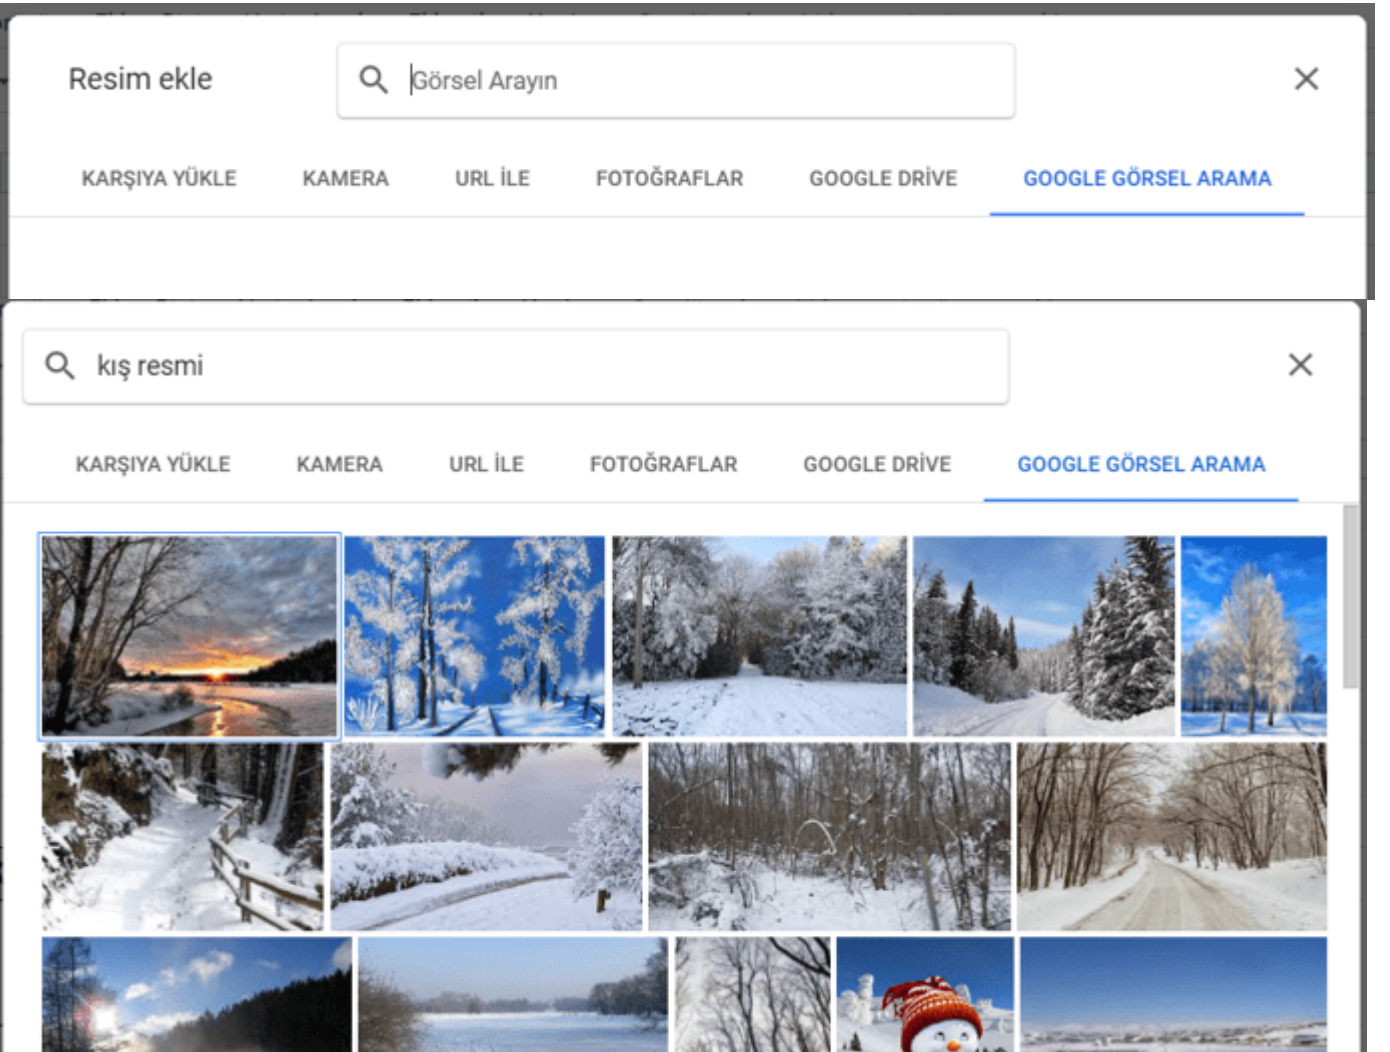 Resim ekle
Görsel Arayın
KARŞIYA YÜKLE KAMERA URL İLE FOTOĞRAFLAR GOOGLE DRİVE GOOGLE GÖRSEL ARAMA
kış resmi
KARŞIYA YÜKLE KAMERA URL İLE FOTOĞRAFLAR GOOGLE DRİVE GOOGLE GÖRSEL ARAMA